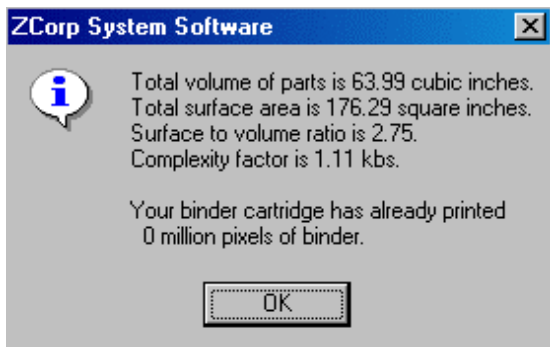 ZCorp System Software
Total volume of parts is 63.99 cubic inches.
Total surface area is 176.29 square inches.
Surface to volume ratio is 2.75.
Complexity factor is 1.11 kbs.
Your binder cartridge has already printed
0 million pixels of binder.
OK